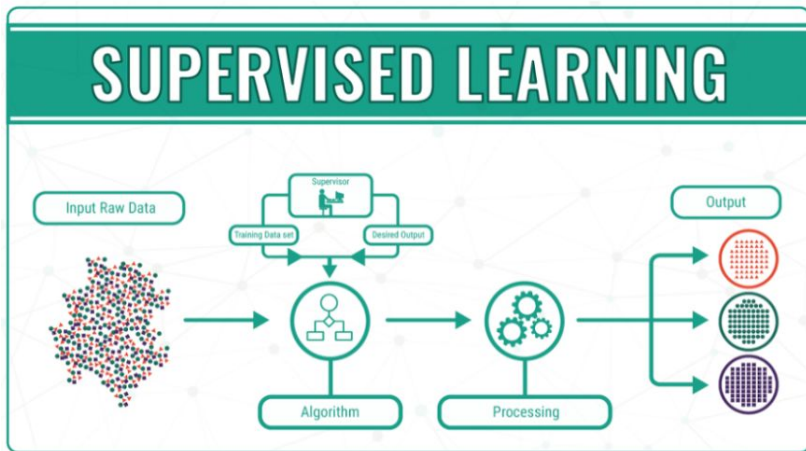 SUPERVISED LEARNING
Input Raw Data
Supervisor
Training Data set
Desired Output
Algorithm
Processing
Output